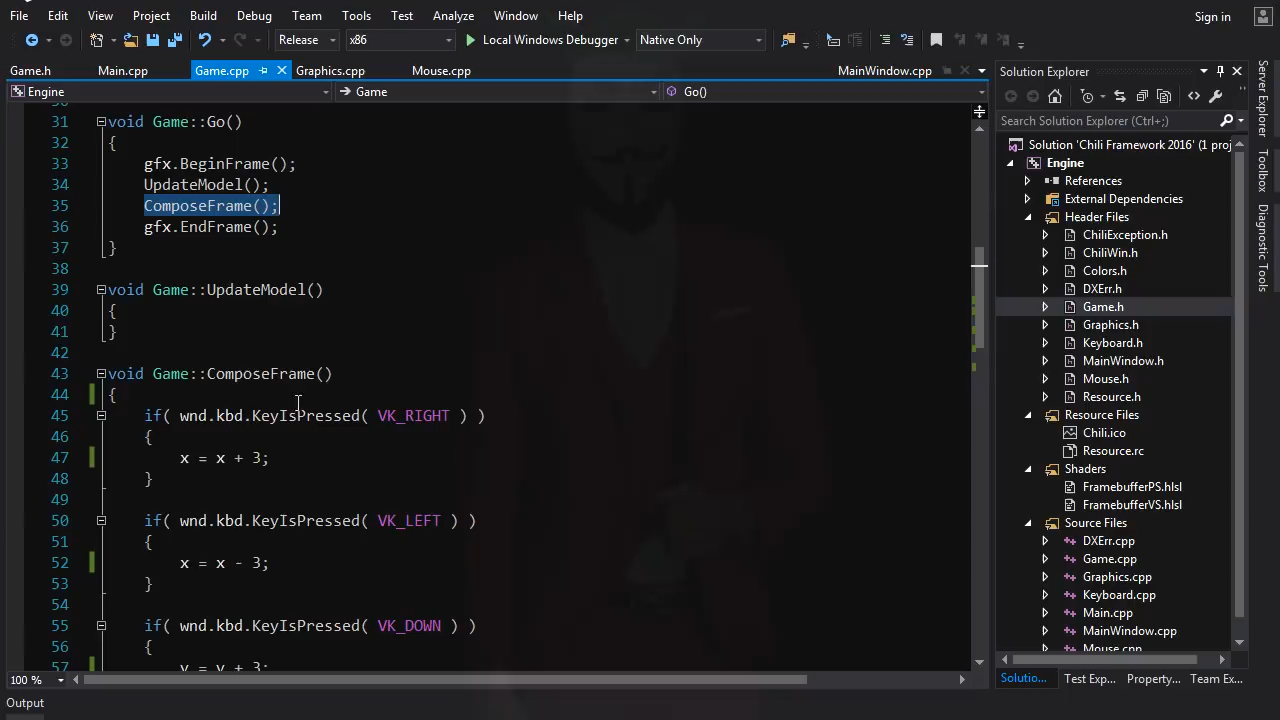 File Edit View Project Build Debug Team Tools Test Analyze Window Help Sign in
Release x86 Local Windows Debugger Native Only
Game.h Main.cpp Game.cpp Graphics.cpp Mouse.cpp MainWindow.cpp
Engine Game Go()
31 void Game::Go()
32 {
33 gfx.BeginFrame();
34 UpdateModel();
35 ComposeFrame();
36 gfx.EndFrame();
37 }
38
39 void Game::UpdateModel()
40 {
41 }
42
43 void Game::ComposeFrame()
44 {
45 if( wnd.kbd.KeyIsPressed( VK_RIGHT ) )
46 {
47 x = x + 3;
48 }
49
50 if( wnd.kbd.KeyIsPressed( VK_LEFT ) )
51 {
52 x = x - 3;
53 }
54
55 if( wnd.kbd.KeyIsPressed( VK_DOWN ) )
56 {
57 y = y + 3;
100 %
Output
Solution Explorer
Search Solution Explorer (Ctrl+;)
Solution 'Chili Framework 2016' (1 proj
Engine
References
External Dependencies
Header Files
ChiliException.h
ChiliWin.h
Colors.h
DXErr.h
Game.h
Graphics.h
Keyboard.h
MainWindow.h
Mouse.h
Resource.h
Resource Files
Chili.ico
Resource.rc
Shaders
FramebufferPS.hlsl
FramebufferVS.hlsl
Source Files
DXErr.cpp
Game.cpp
Graphics.cpp
Keyboard.cpp
Main.cpp
MainWindow.cpp
Mouse.cpp
Solutio... Test Exp... Property... Team Ex...
Server Explorer
Toolbox
Diagnostic Tools